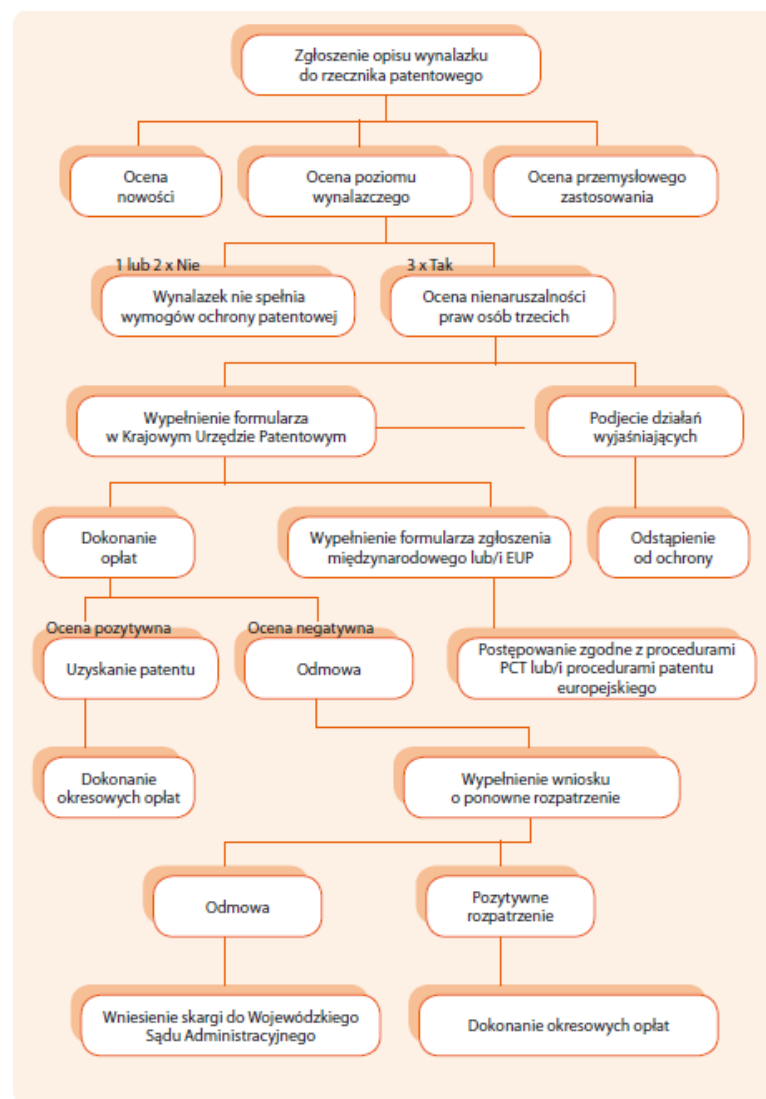 Zgłoszenie opisu wynalazku
do rzecznika patentowego
Ocena
nowości
Ocena poziomu
wynalazczego
Ocena przemysłowego
zastosowania
1 lub 2 x Nie
Wynalazek nie spełnia
wymogów ochrony patentowej
3 x Tak
Ocena nienaruszalności
praw osób trzecich
Wypełnienie formularza
w Krajowym Urzędzie Patentowym
Podjecie działań
wyjaśniających
Dokonanie
opłat
Wypełnienie formularza zgłoszenia
międzynarodowego lub/i EUP
Odstąpienie
od ochrony
Ocena pozytywna
Uzyskanie patentu
Ocena negatywna
Odmowa
Postępowanie zgodne z procedurami
PCT lub/i procedurami patentu
europejskiego
Dokonanie
okresowych opłat
Wypełnienie wniosku
o ponowne rozpatrzenie
Odmowa
Pozytywne
rozpatrzenie
Wniesienie skargi do Wojewódzkiego
Sądu Administracyjnego
Dokonanie okresowych opłat